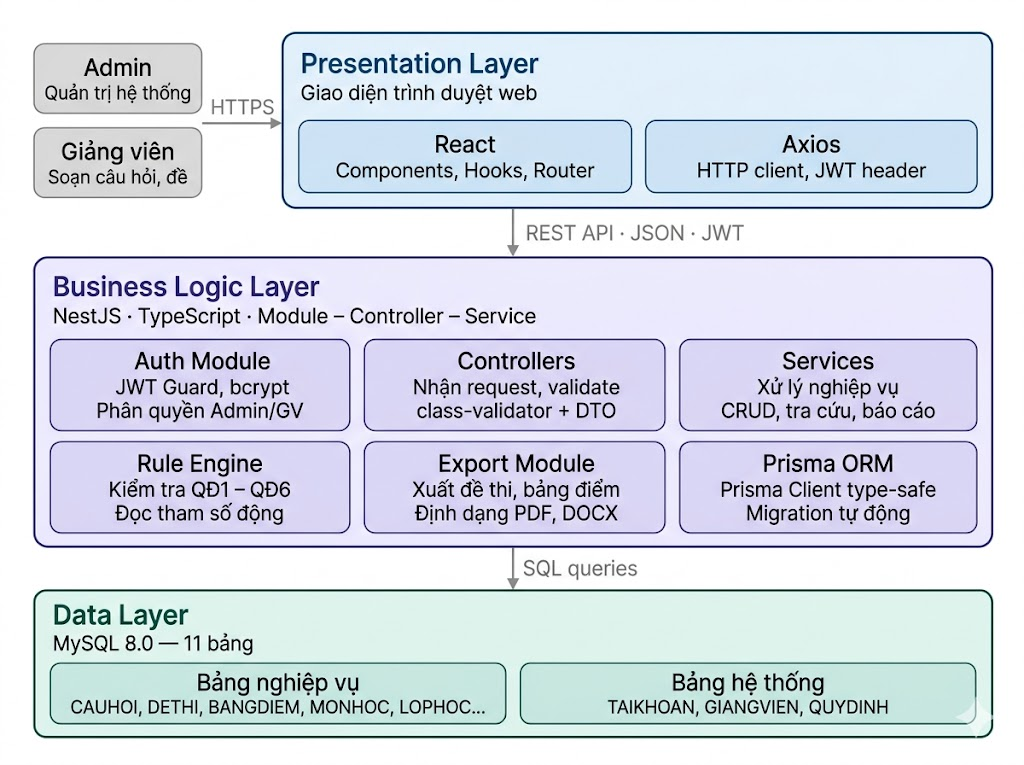 Admin
Quản trị hệ thống
Giảng viên
Soạn câu hỏi, đề
HTTPS
Presentation Layer
Giao diện trình duyệt web
React
Components, Hooks, Router
Axios
HTTP client, JWT header
REST API · JSON · JWT
Business Logic Layer
NestJS · TypeScript · Module – Controller – Service
Auth Module
JWT Guard, bcrypt
Phân quyền Admin/GV
Controllers
Nhận request, validate
class-validator + DTO
Services
Xử lý nghiệp vụ
CRUD, tra cứu, báo cáo
Rule Engine
Kiểm tra QĐ1 – QĐ6
Đọc tham số động
Export Module
Xuất đề thi, bảng điểm
Định dạng PDF, DOCX
Prisma ORM
Prisma Client type-safe
Migration tự động
SQL queries
Data Layer
MySQL 8.0 — 11 bảng
Bảng nghiệp vụ
CAUHOI, DETHI, BANGDIEM, MONHOC, LOPHOC...
Bảng hệ thống
TAIKHOAN, GIANGVIEN, QUYDINH